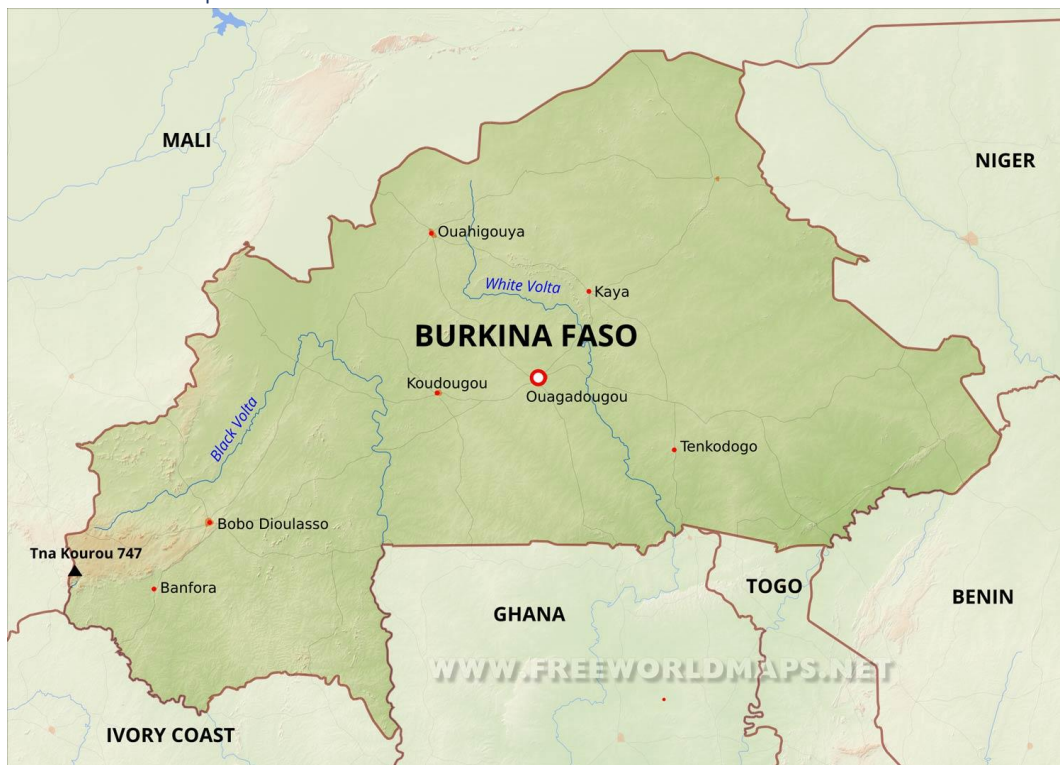 MALI
NIGER
Ouahigouya
White Volta
Kaya
BURKINA FASO
Koudougou
Ouagadougou
Black Volta
Tenkodogo
Bobo Dioulasso
Tna Kourou 747
Banfora
GHANA
TOGO
BENIN
WWW.FREEWORLDMAPS.NET
IVORY COAST